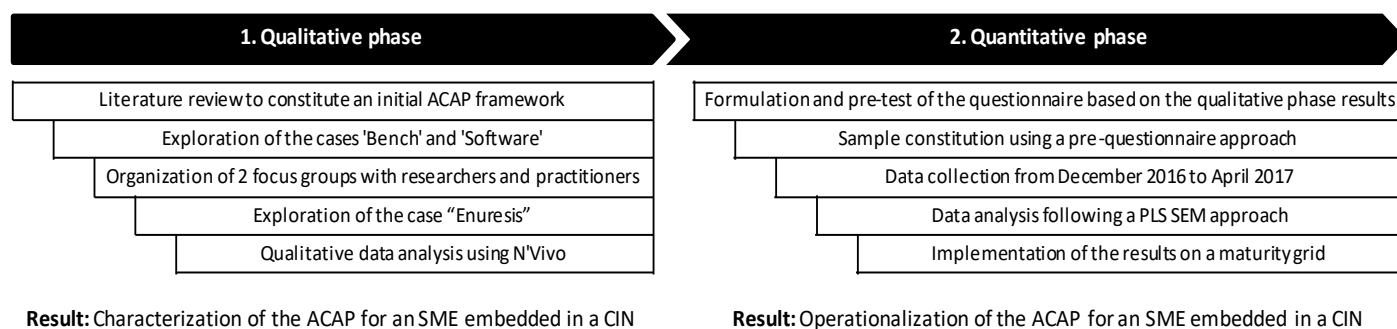 1. Qualitative phase
Literature review to constitute an initial ACAP framework
Exploration of the cases 'Bench' and 'Software'
Organization of 2 focus groups with researchers and practitioners
Exploration of the case “Enuresis”
Qualitative data analysis using N'Vivo
Result: Characterization of the ACAP for an SME embedded in a CIN
2. Quantitative phase
Formulation and pre-test of the questionnaire based on the qualitative phase results
Sample constitution using a pre-questionnaire approach
Data collection from December 2016 to April 2017
Data analysis following a PLS SEM approach
Implementation of the results on a maturity grid
Result: Operationalization of the ACAP for an SME embedded in a CIN